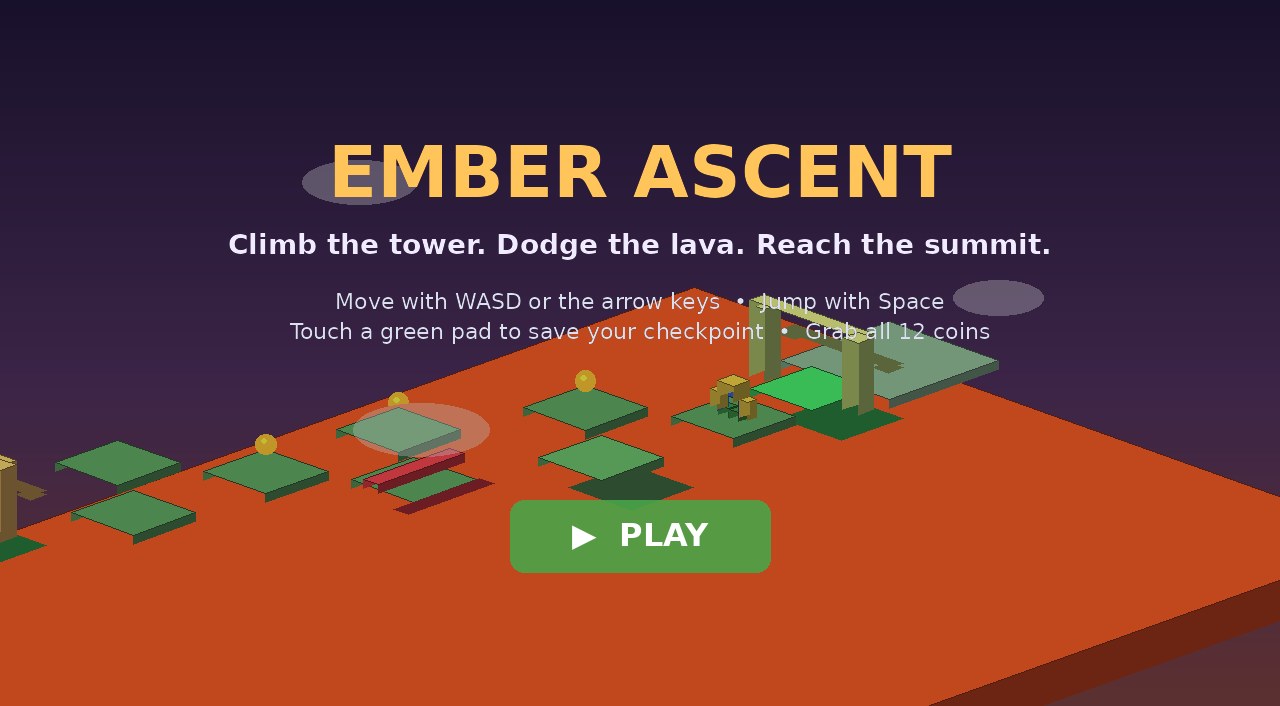 EMBER ASCENT
Climb the tower. Dodge the lava. Reach the summit.
Move with WASD or the arrow keys • Jump with Space
Touch a green pad to save your checkpoint • Grab all 12 coins
▶ PLAY